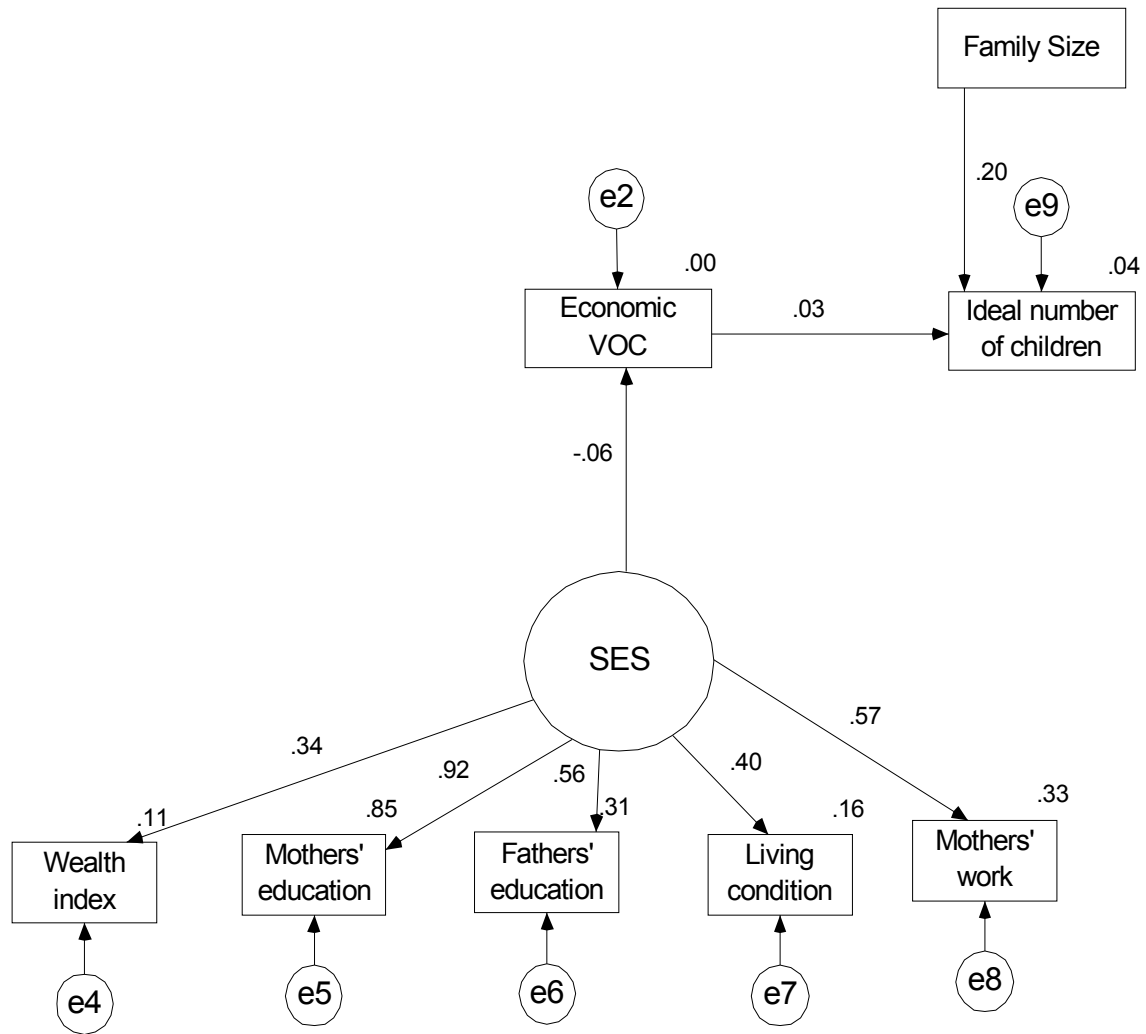 Family Size
.20
e2
e9
.00
.04
Economic
VOC
.03
Ideal number
of children
-.06
SES
.34
.92
.56
.40
.57
.11
.85
.31
.16
.33
Wealth
index
Mothers'
education
Fathers'
education
Living
condition
Mothers'
work
e4
e5
e6
e7
e8